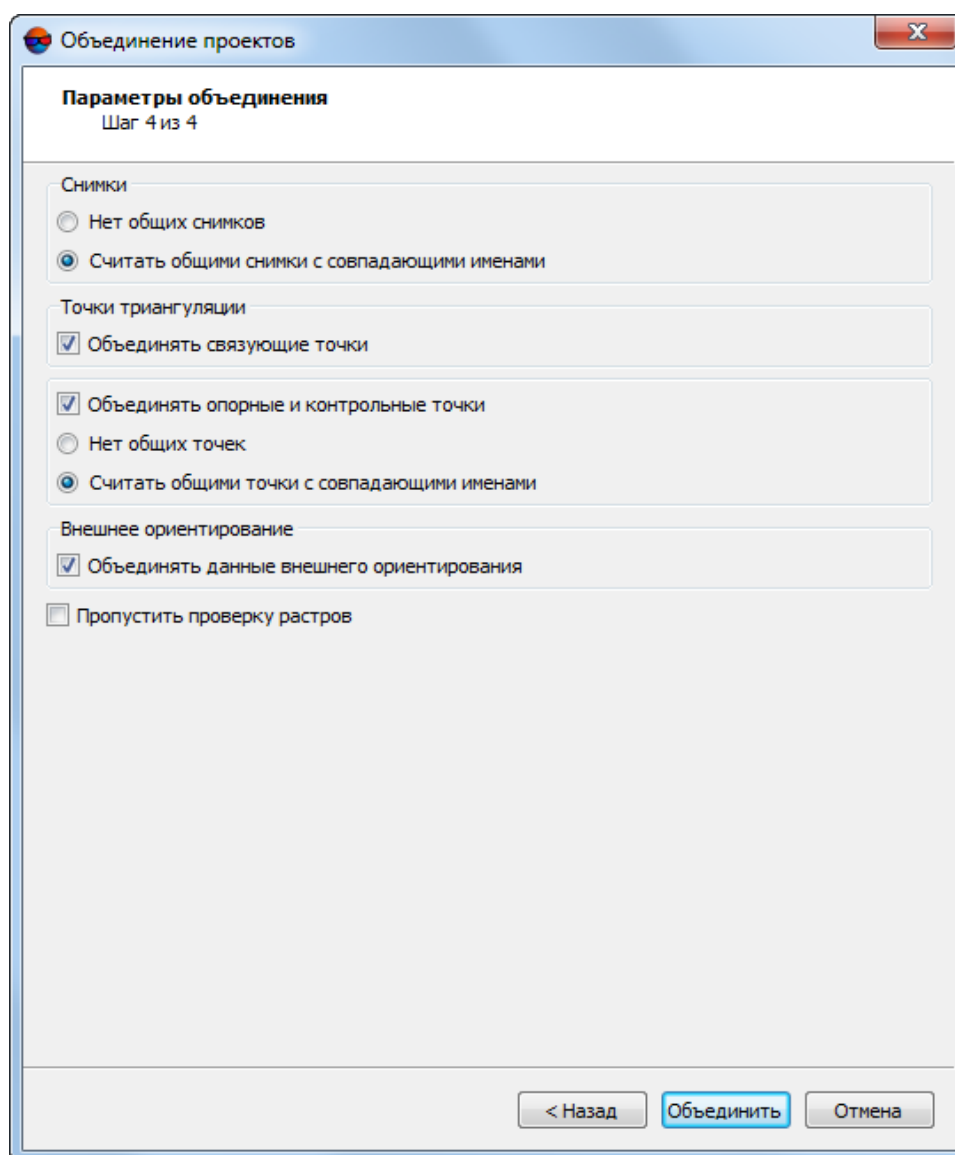 Объединение проектов
Параметры объединения
Шаг 4 из 4
Снимки
Нет общих снимков
Считать общими снимки с совпадающими именами
Точки триангуляции
Объединять связующие точки
Объединять опорные и контрольные точки
Нет общих точек
Считать общими точки с совпадающими именами
Внешнее ориентирование
Объединять данные внешнего ориентирования
Пропустить проверку растров
< Назад Объединить Отмена